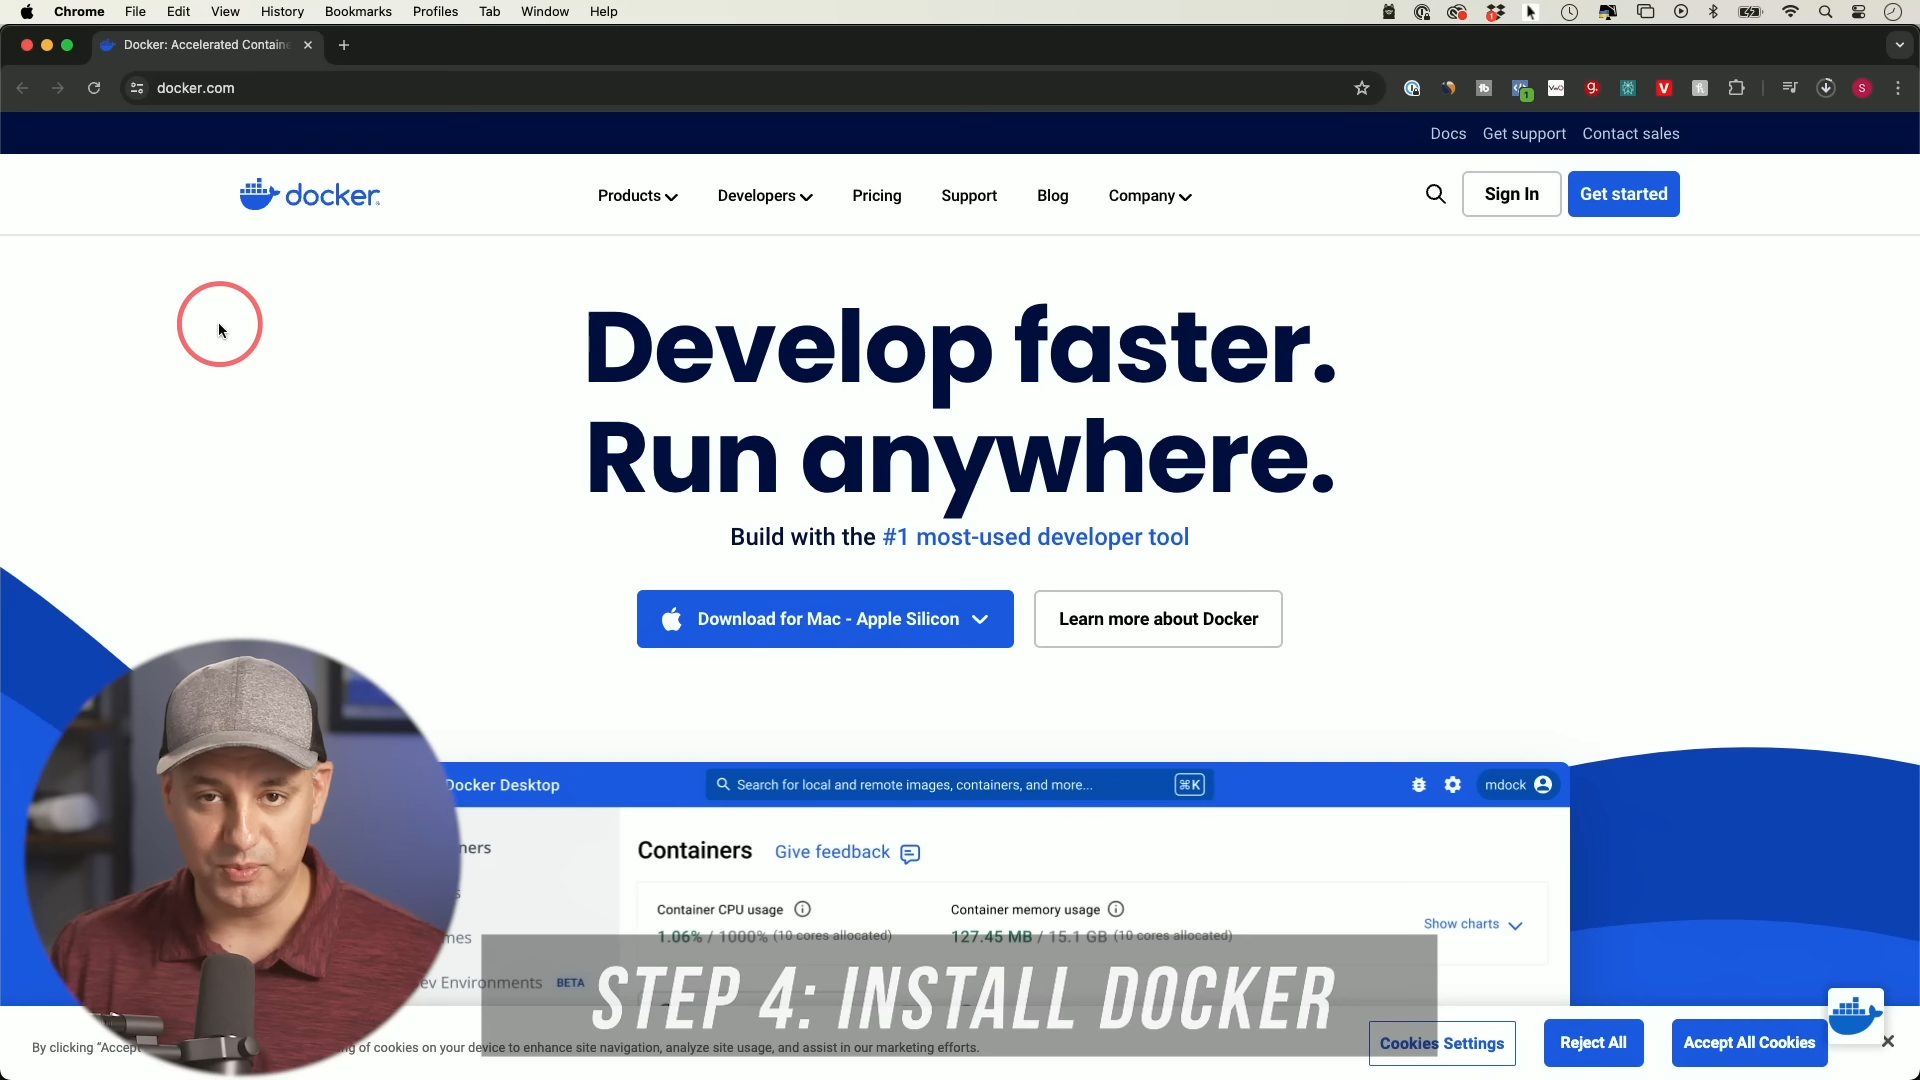 Chrome File Edit View History Bookmarks Profiles Tab Window Help
Docker: Accelerated Containe
docker.com
Docs Get support Contact sales
docker
Products Developers Pricing Support Blog Company Sign In Get started
Develop faster.
Run anywhere.
Build with the #1 most-used developer tool
Download for Mac - Apple Silicon Learn more about Docker
Docker Desktop Search for local and remote images, containers, and more... ⌘K mdock
ners
Containers Give feedback
Container CPU usage Container memory usage
Show charts
1.06% / 1000% (10 cores allocated) 127.45 MB / 15.1 GB (10 cores allocated)
mes
ev Environments BETA
STEP 4: INSTALL DOCKER
By clicking “Accept g of cookies on your device to enhance site navigation, analyze site usage, and assist in our marketing efforts.
Cookies Settings Reject All Accept All Cookies